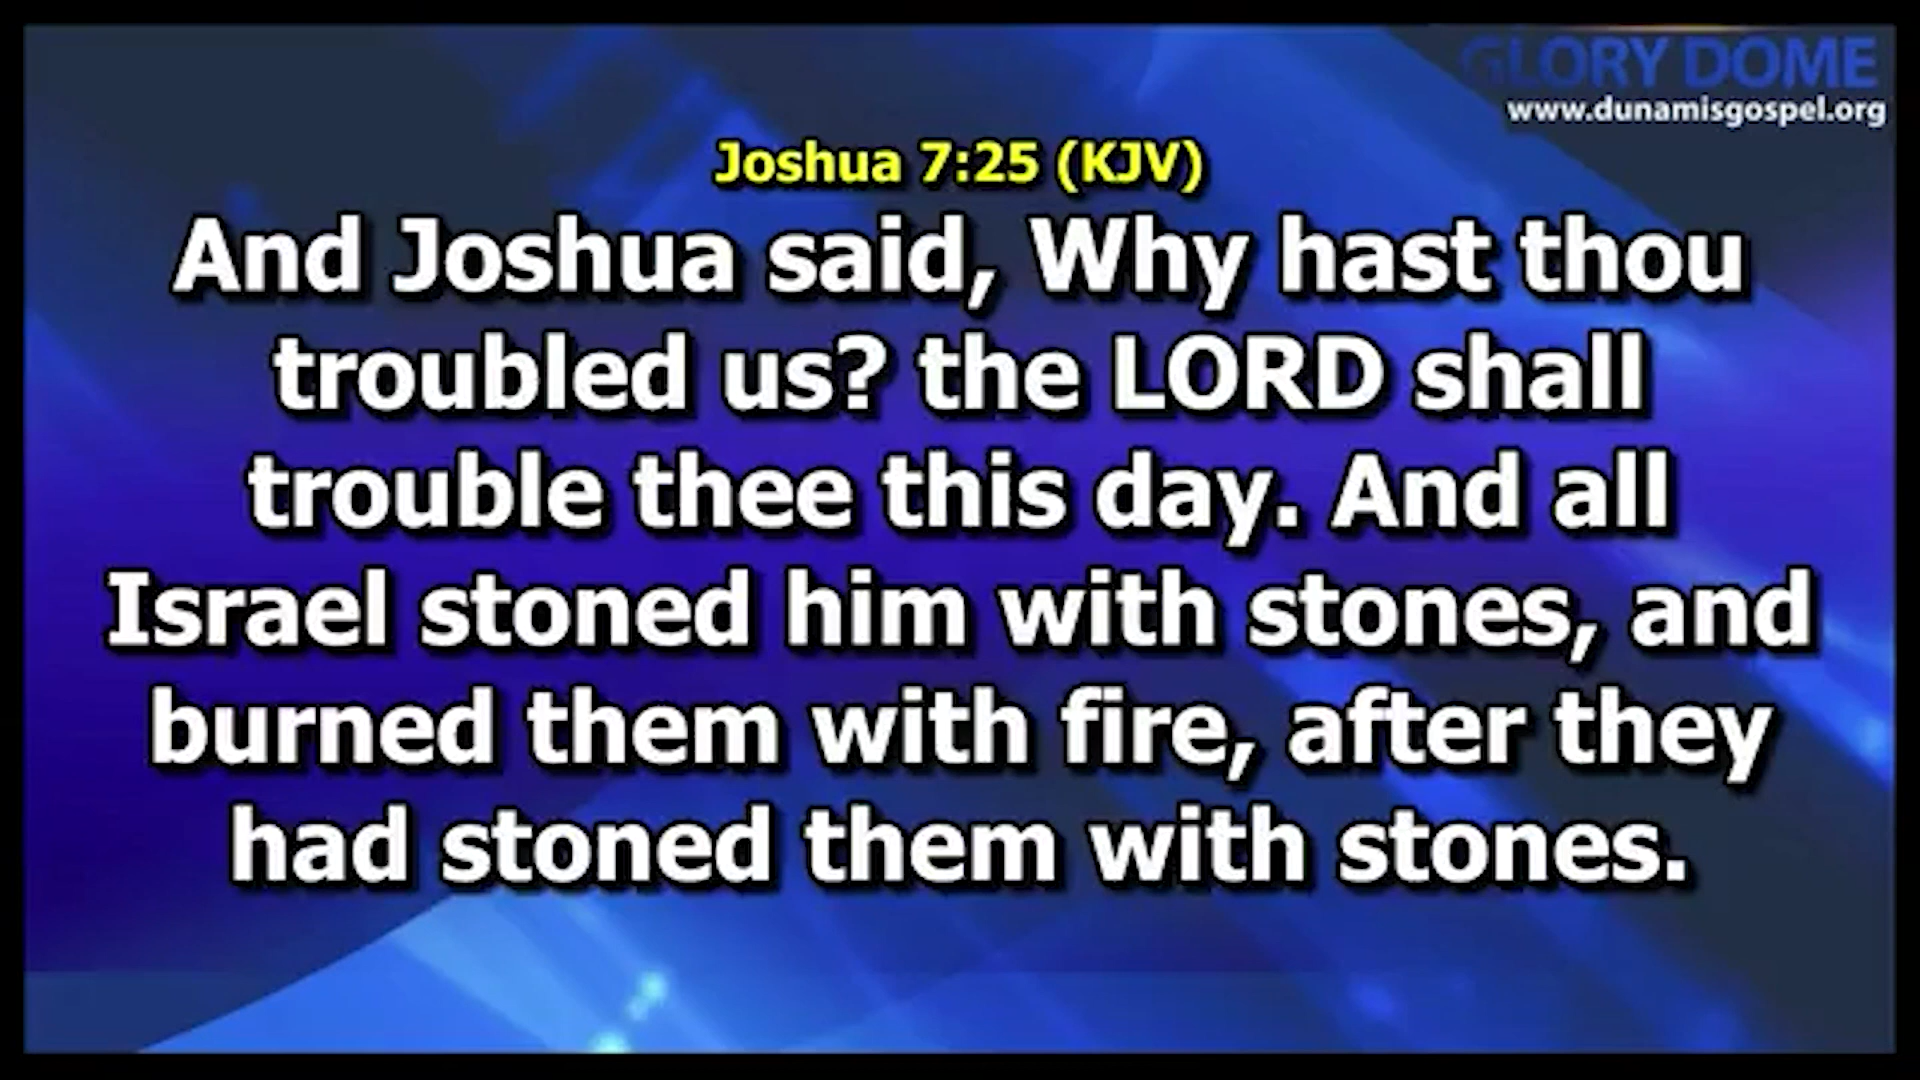 GLORY DOME
www.dunamisgospel.org
Joshua 7:25 (KJV)
And Joshua said, Why hast thou
troubled us? the LORD shall
trouble thee this day. And all
Israel stoned him with stones, and
burned them with fire, after they
had stoned them with stones.